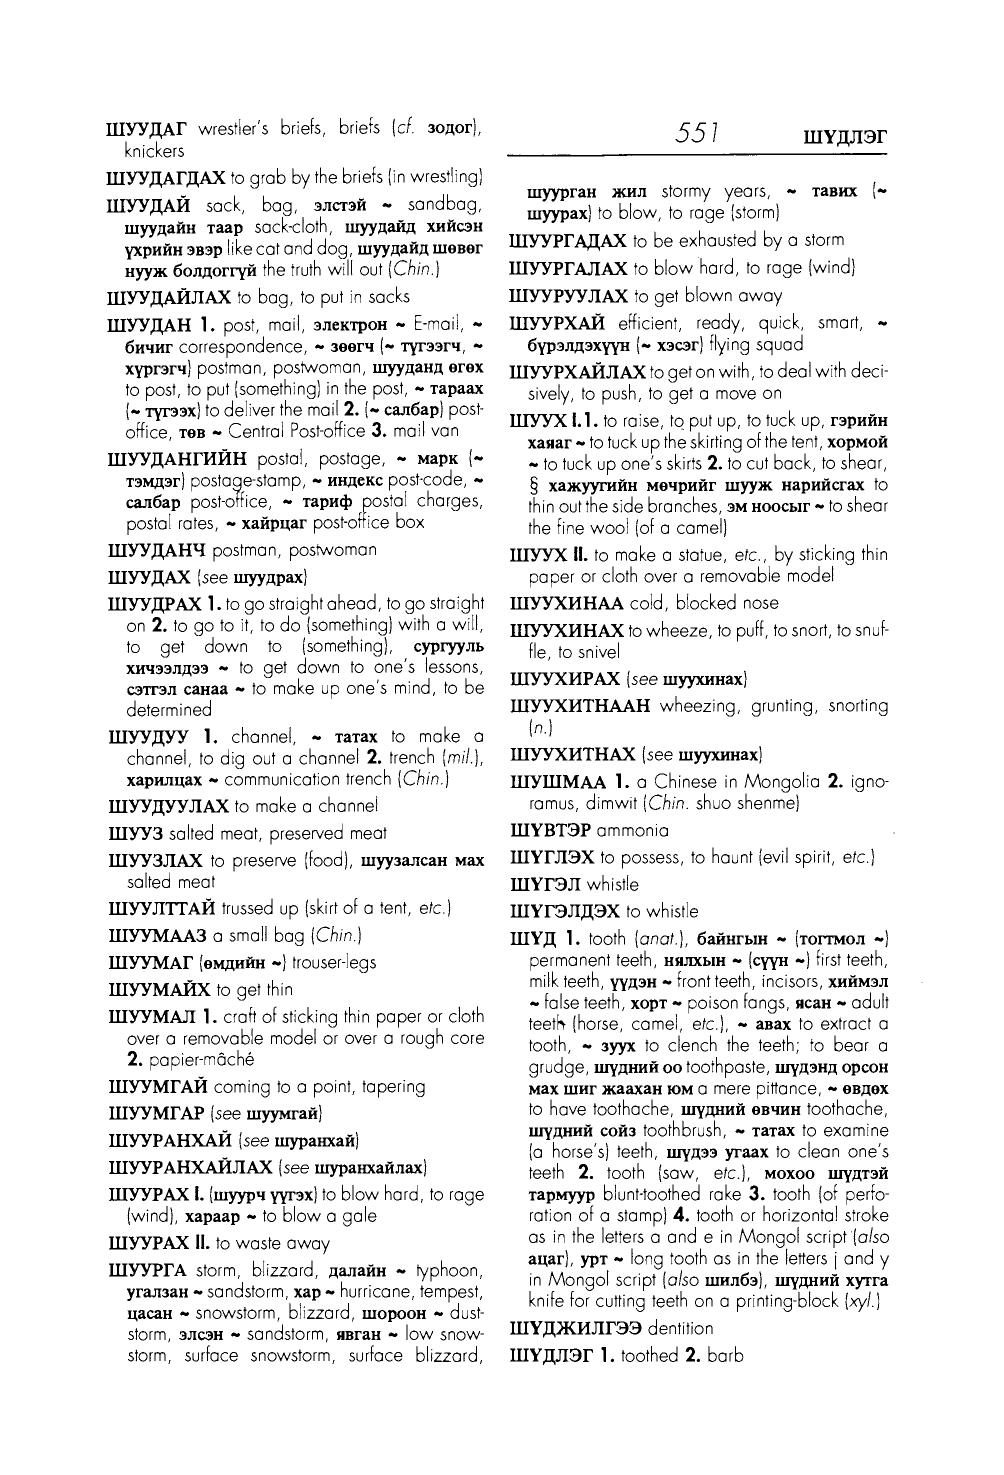 ШУУДАГ wrestler's briefs, briefs (cf. зодог),
knickers
ШУУДАГДАХ to grab by the briefs (in wrestling)
ШУУДАЙ sack, bag, элстэй ~ sandbag,
шуудайн таар sack-cloth, шуудайд хийсэн
үхрийн эвэр like cat and dog, шуудайд шөвөг
нууж болдоггүй the truth will out (Chin.)
ШУУДАЙЛАХ to bag, to put in sacks
ШУУДАН 1. post, mail, электрон ~ E-mail, ~
бичиг correspondence, ~ зөөгч (~ түгээгч, ~
хүргэгч) postman, postwoman, шууданд өгөх
to post, to put (something) in the post, ~ тараах
(~ түгээх) to deliver the mail 2. (~ салбар) post-
office, төв ~ Central Post-office 3. mail van
ШУУДАНГИЙН postal, postage, ~ марк (~
тэмдэг) postage-stamp, ~ индекс post-code, ~
салбар post-office, ~ тариф postal charges,
postal rates, ~ хайрцаг post-office box
ШУУДАНЧ postman, postwoman
ШУУДАХ (see шуудрах)
ШУУДРАХ 1. to go straight ahead, to go straight
on 2. to go to it, to do (something) with a will,
to get down to (something), сургууль
хичээлдээ ~ to get down to one's lessons,
сэтгэл санаа ~ to make up one's mind, to be
determined
ШУУДУУ 1. channel, ~ татах to make a
channel, to dig out a channel 2. trench (mil.),
харилцах ~ communication trench (Chin.)
ШУУДУУЛАХ to make a channel
ШУУЗ salted meat, preserved meat
ШУУЗЛАХ to preserve (food), шуузалсан мах
salted meat
ШУУЛТТАЙ trussed up (skirt of a tent, etc.)
ШУУМААЗ a small bag (Chin.)
ШУУМАГ (өмдийн ~) trouser-legs
ШУУМАЙХ to get thin
ШУУМАЛ 1. craft of sticking thin paper or cloth
over a removable model or over a rough core
2. papier-mâché
ШУУМГАЙ coming to a point, tapering
ШУУМГАР (see шуумгай)
ШУУРАНХАЙ (see шуранхай)
ШУУРАНХАЙЛАХ (see шуранхайлах)
ШУУРАХ I. (шуурч үүгэх) to blow hard, to rage
(wind), хараар ~ to blow a gale
ШУУРАХ II. to waste away
ШУУРГА storm, blizzard, далайн ~ typhoon,
угалзан ~ sandstorm, хар ~ hurricane, tempest,
цасан ~ snowstorm, blizzard, шороон ~ dust-
storm, элсэн ~ sandstorm, явган ~ low snow-
storm, surface snowstorm, surface blizzard,
551 ШҮДЛЭГ
шуурган жил stormy years, ~ тавих (~
шуурах) to blow, to rage (storm)
ШУУРГАДАХ to be exhausted by a storm
ШУУРГАЛАХ to blow hard, to rage (wind)
ШУУРУУЛАХ to get blown away
ШУУРХАЙ efficient, ready, quick, smart, ~
бүрэлдэхүүн (~ хэсэг) flying squad
ШУУРХАЙЛАХ to get on with, to deal with deci-
sively, to push, to get a move on
ШУУХ I.1. to raise, to put up, to tuck up, гэрийн
хаяаг ~ to tuck up the skirting of the tent, хормой
~ to tuck up one's skirts 2. to cut back, to shear,
§ хажуугийн мөчрийг шууж нарийсгах to
thin out the side branches, эм ноосыг ~ to shear
the fine wool (of a camel)
ШУУХ II. to make a statue, etc., by sticking thin
paper or cloth over a removable model
ШУУХИНАА cold, blocked nose
ШУУХИНАХ to wheeze, to puff, to snort, to snuf-
fle, to snivel
ШУУХИРАХ (see шуухинах)
ШУУХИТНААН wheezing, grunting, snorting
(n.)
ШУУХИТНАХ (see шуухинах)
ШУШМАА 1. a Chinese in Mongolia 2. igno-
ramus, dimwit (Chin. shuo shenme)
ШҮВТЭР ammonia
ШҮГЛЭХ to possess, to haunt (evil spirit, etc.)
ШҮГЭЛ whistle
ШҮГЭЛДЭХ to whistle
ШҮД 1. tooth (anat.), байнгын ~ (тогтмол ~)
permanent teeth, нялхын ~ (сүүн ~) first teeth,
milk teeth, үүдэн ~ front teeth, incisors, хиймэл
~ false teeth, хорт ~ poison fangs, ясан ~ adult
teeth (horse, camel, etc.), ~ авах to extract a
tooth, ~ зуух to clench the teeth; to bear a
grudge, шүдний оо toothpaste, шүдэнд орсон
мах шиг жаахан юм a mere pittance, ~ өвдөх
to have toothache, шүдний өвчин toothache,
шүдний сойз toothbrush, ~ татах to examine
(a horse's) teeth, шүдээ угаах to clean one's
teeth 2. tooth (saw, etc.), мохоо шүдтэй
тармуур blunt-toothed rake 3. tooth (of perfo-
ration of a stamp) 4. tooth or horizontal stroke
as in the letters a and e in Mongol script (also
ацаг), урт ~ long tooth as in the letters j and y
in Mongol script (also шилбэ), шүдний хутга
knife for cutting teeth on a printing-block (xyl.)
ШҮДЖИЛГЭЭ dentition
ШҮДЛЭГ 1. toothed 2. barb